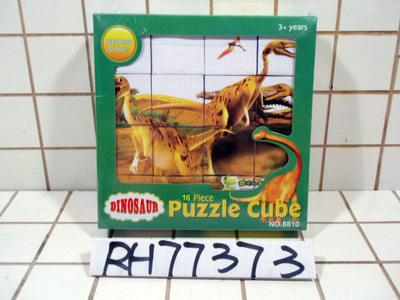 3+ years
16 Piece
DINOSAUR
Puzzle Cube
NO.8810
RH77373